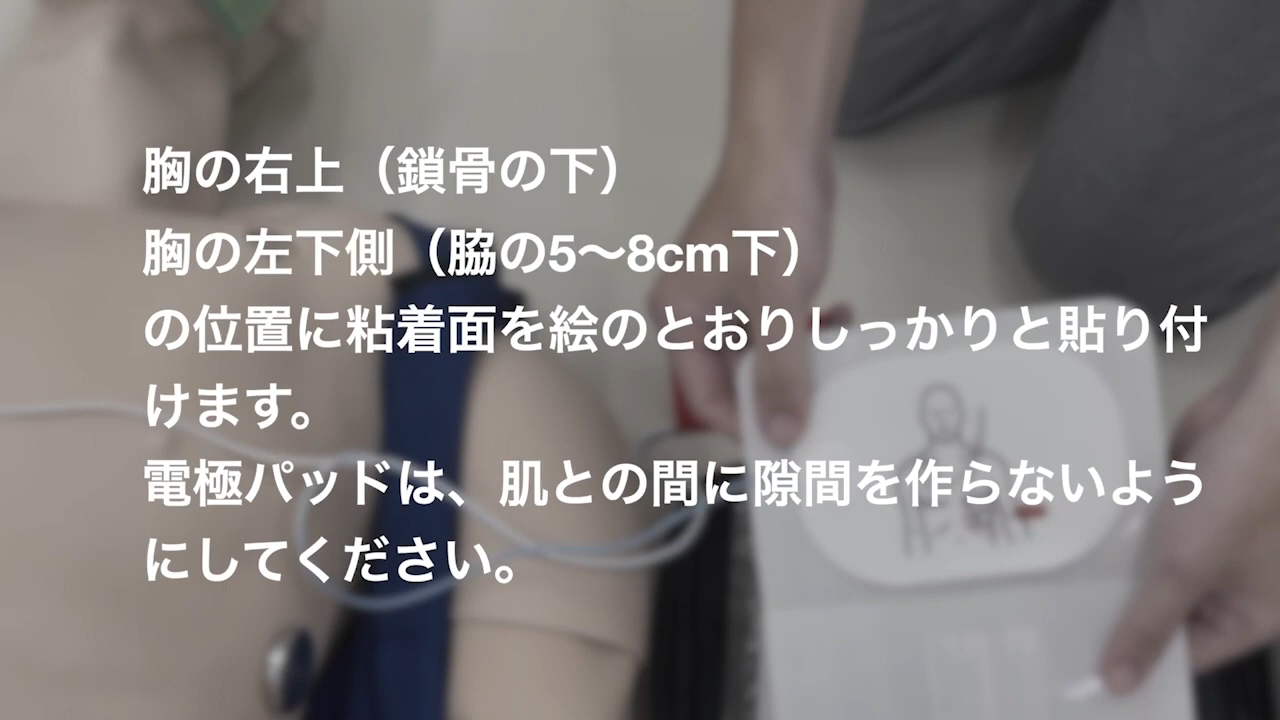 胸の右上（鎖骨の下）
胸の左下側（脇の5〜8cm下）
の位置に粘着面を絵のとおりしっかりと貼り付
けます。
電極パッドは、肌との間に隙間を作らないよう
にしてください。